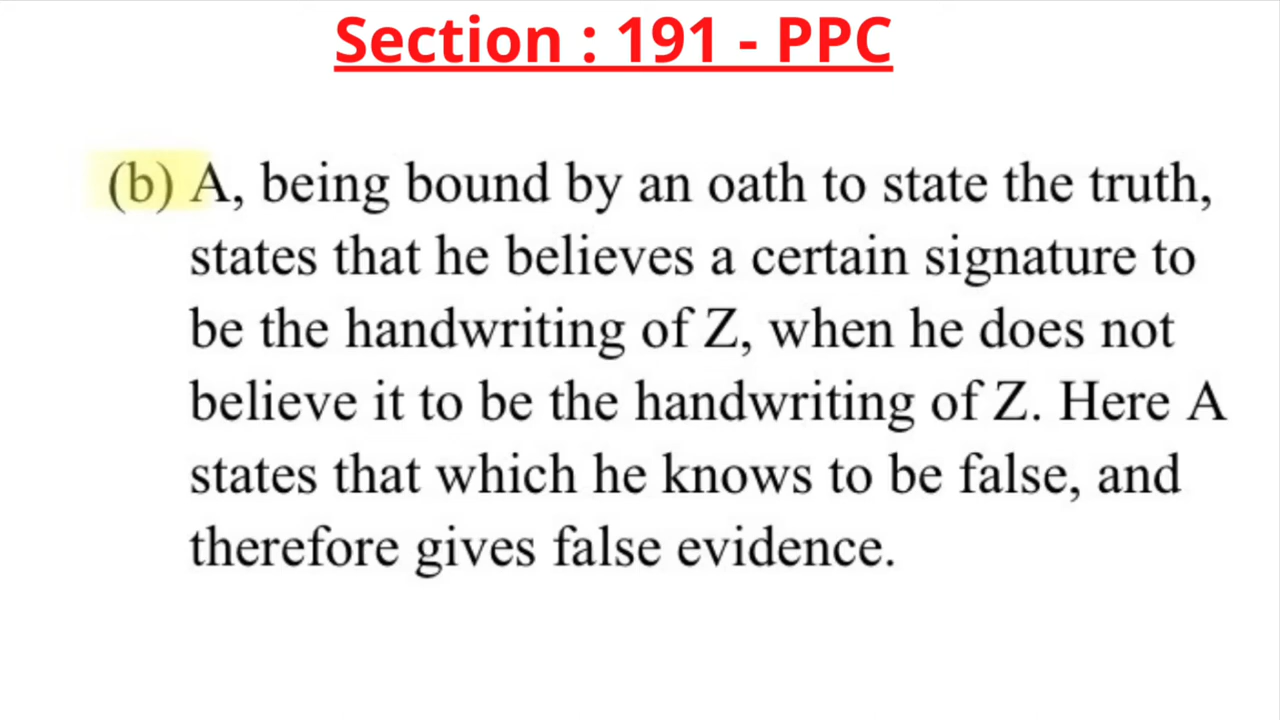 Section : 191 - PPC
(b) A, being bound by an oath to state the truth,
states that he believes a certain signature to
be the handwriting of Z, when he does not
believe it to be the handwriting of Z. Here A
states that which he knows to be false, and
therefore gives false evidence.